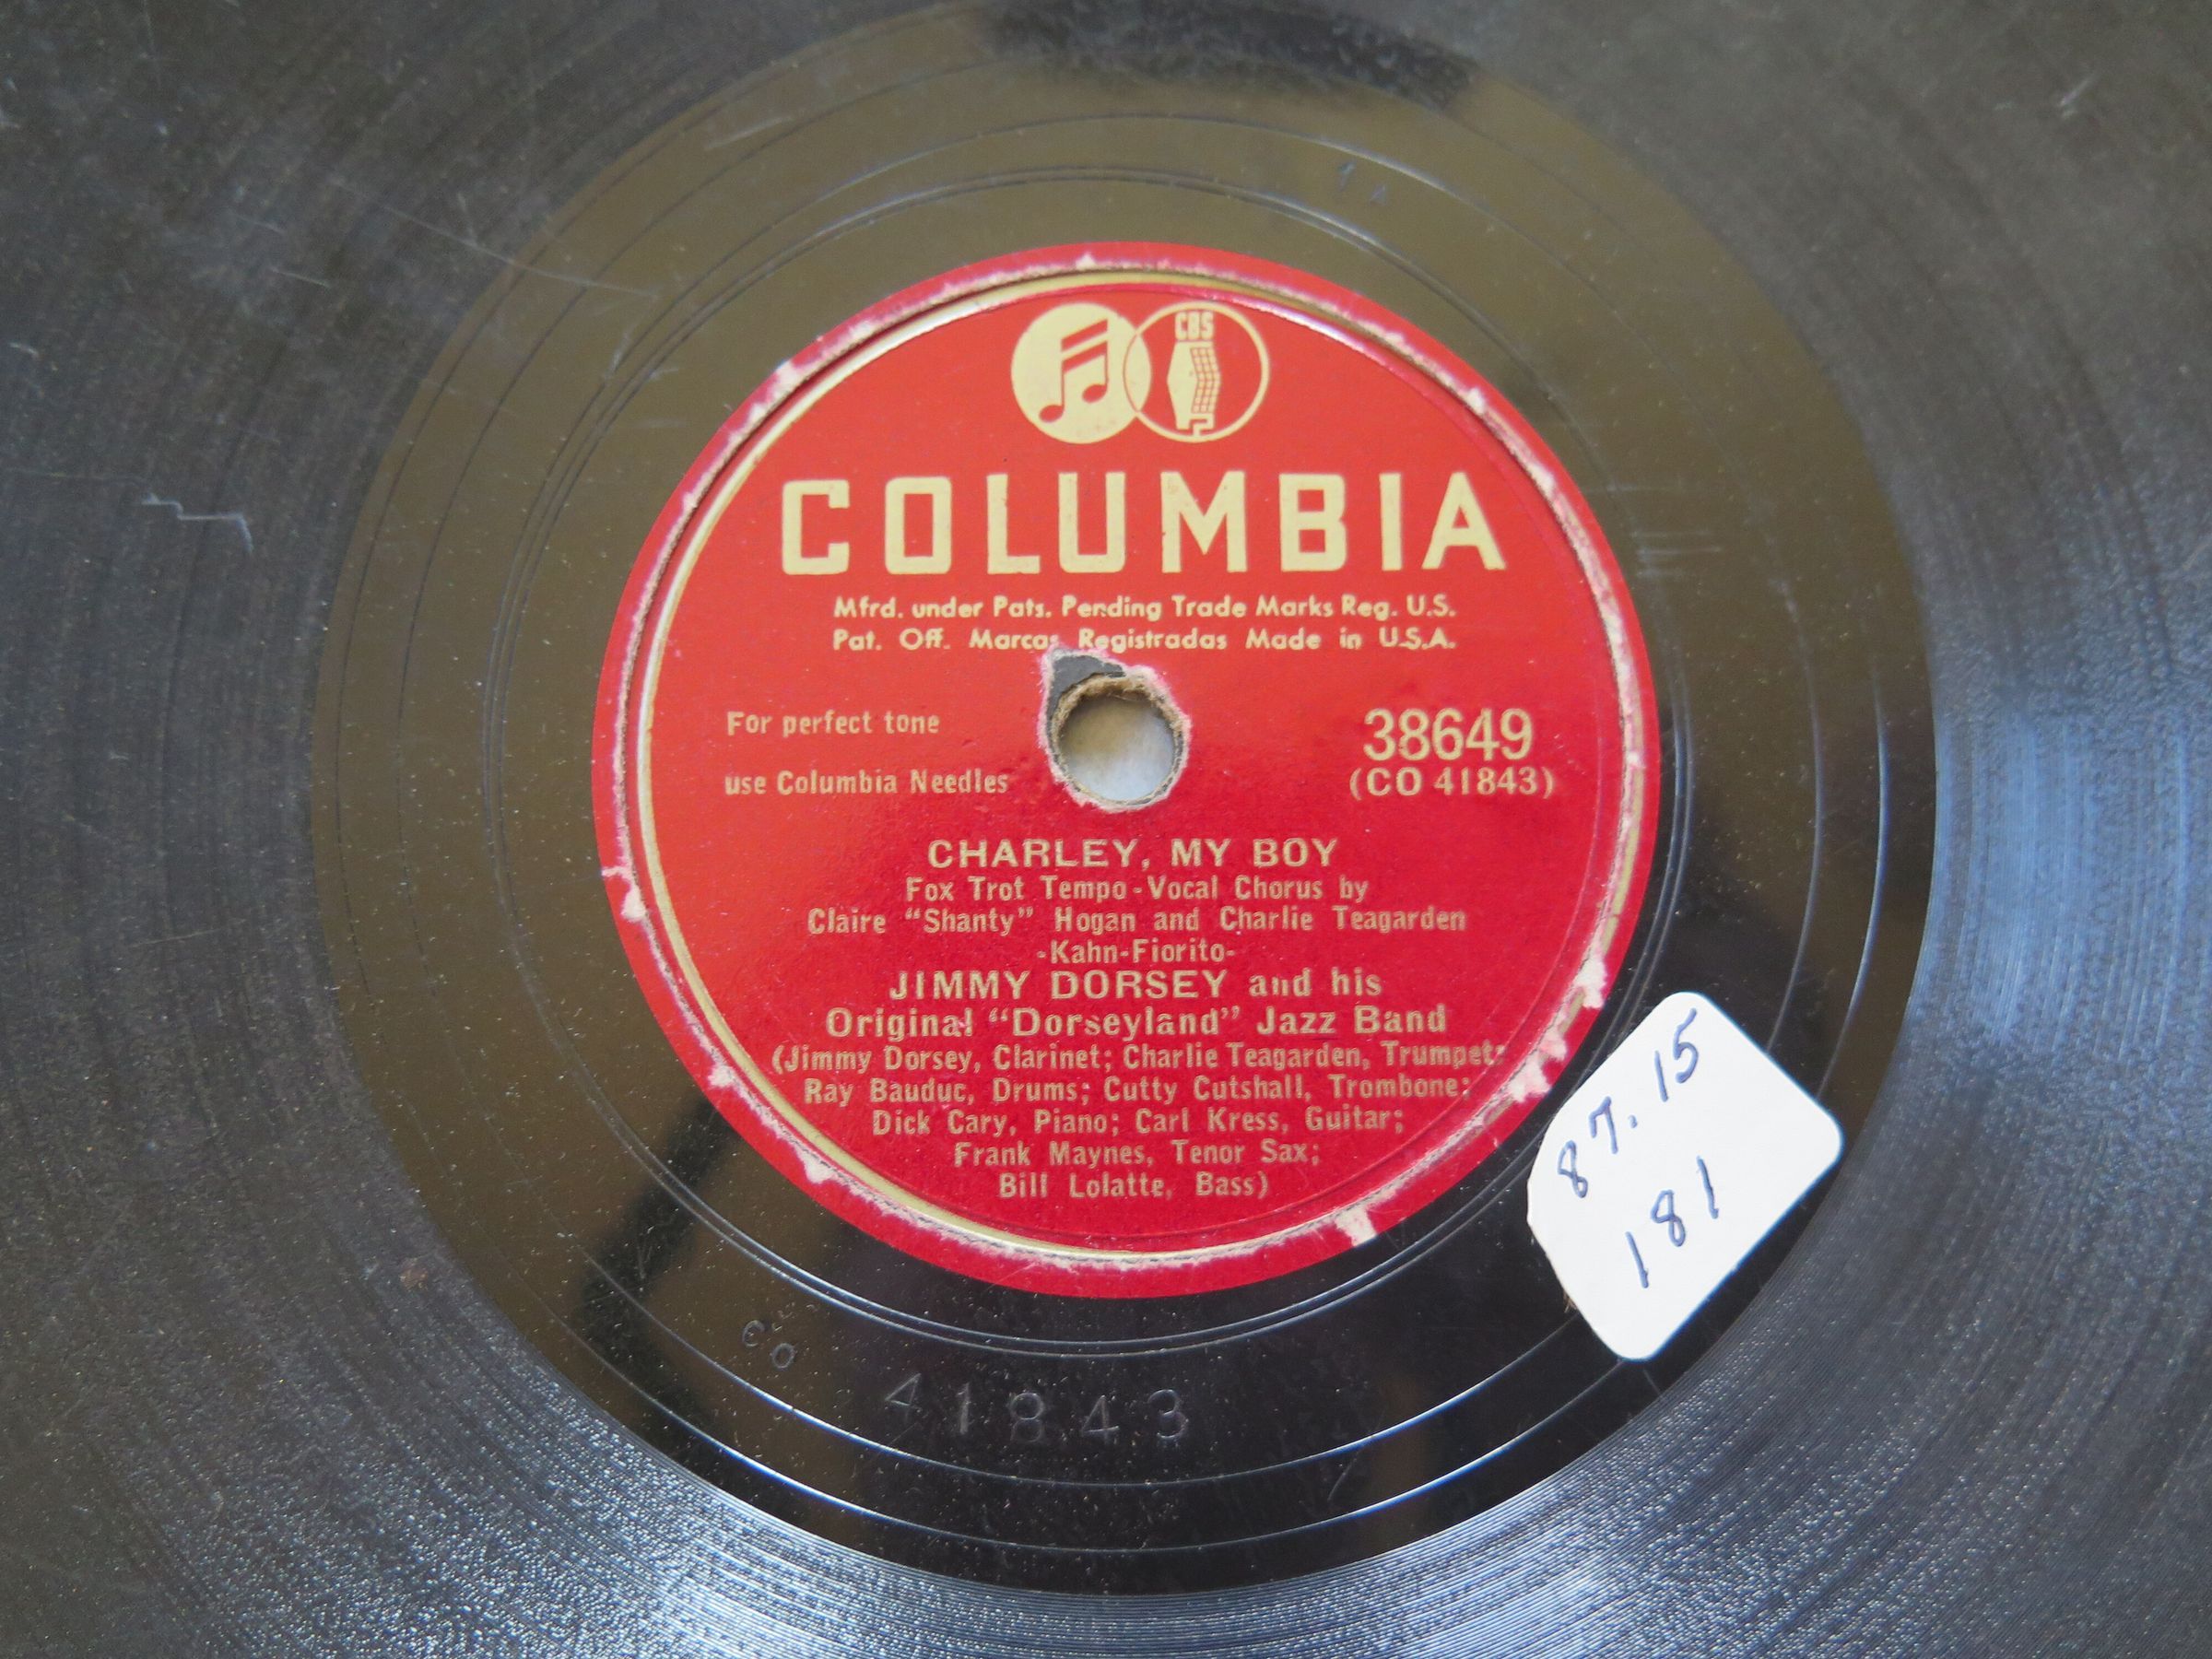 CBS
COLUMBIA
Mfrd. under Pats. Pending Trade Marks Reg. U.S.
Pat. Off. Marcas Registradas Made in U.S.A.
For perfect tone
use Columbia Needles
38649
(CO 41843)
CHARLEY, MY BOY
Fox Trot Tempo - Vocal Chorus by
Claire "Shanty" Hogan and Charlie Teagarden
-Kahn-Fiorito-
JIMMY DORSEY and his
Original "Dorseyland" Jazz Band
(Jimmy Dorsey, Clarinet; Charlie Teagarden, Trumpet;
Ray Bauduc, Drums; Cutty Cutshall, Trombone;
Dick Cary, Piano; Carl Kress, Guitar;
Frank Maynes, Tenor Sax;
Bill Lolatte, Bass)
87.15
181
CO 41843